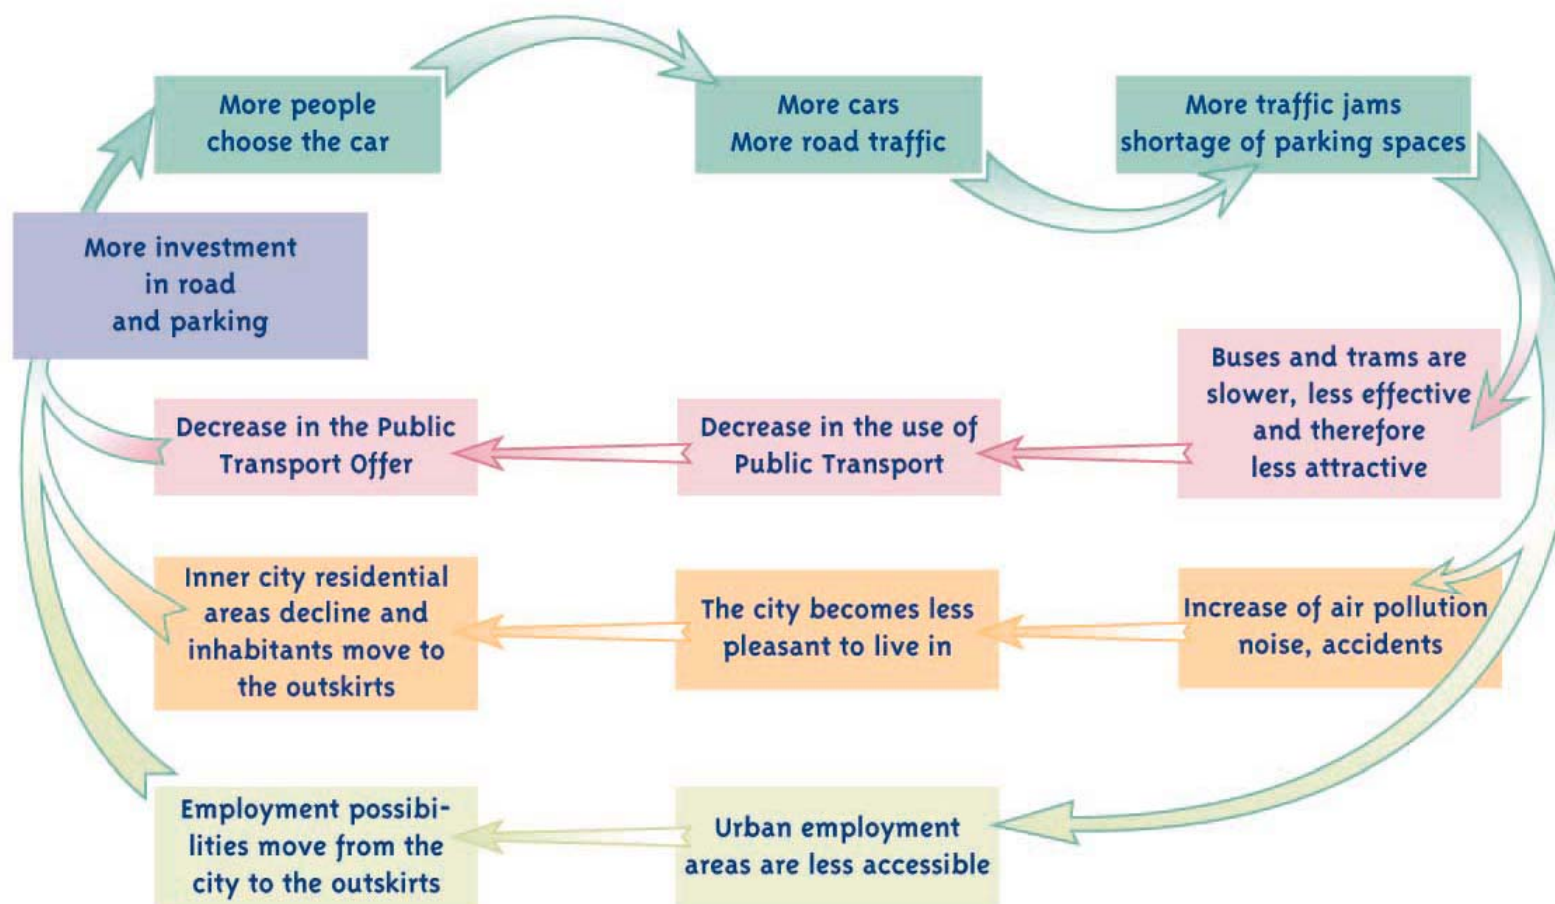 More people
choose the car
More cars
More road traffic
More traffic jams
shortage of parking spaces
More investment
in road
and parking
Buses and trams are
slower, less effective
and therefore
less attractive
Decrease in the use of
Public Transport
Decrease in the Public
Transport Offer
Increase of air pollution
noise, accidents
The city becomes less
pleasant to live in
Inner city residential
areas decline and
inhabitants move to
the outskirts
Urban employment
areas are less accessible
Employment possibi-
lities move from the
city to the outskirts